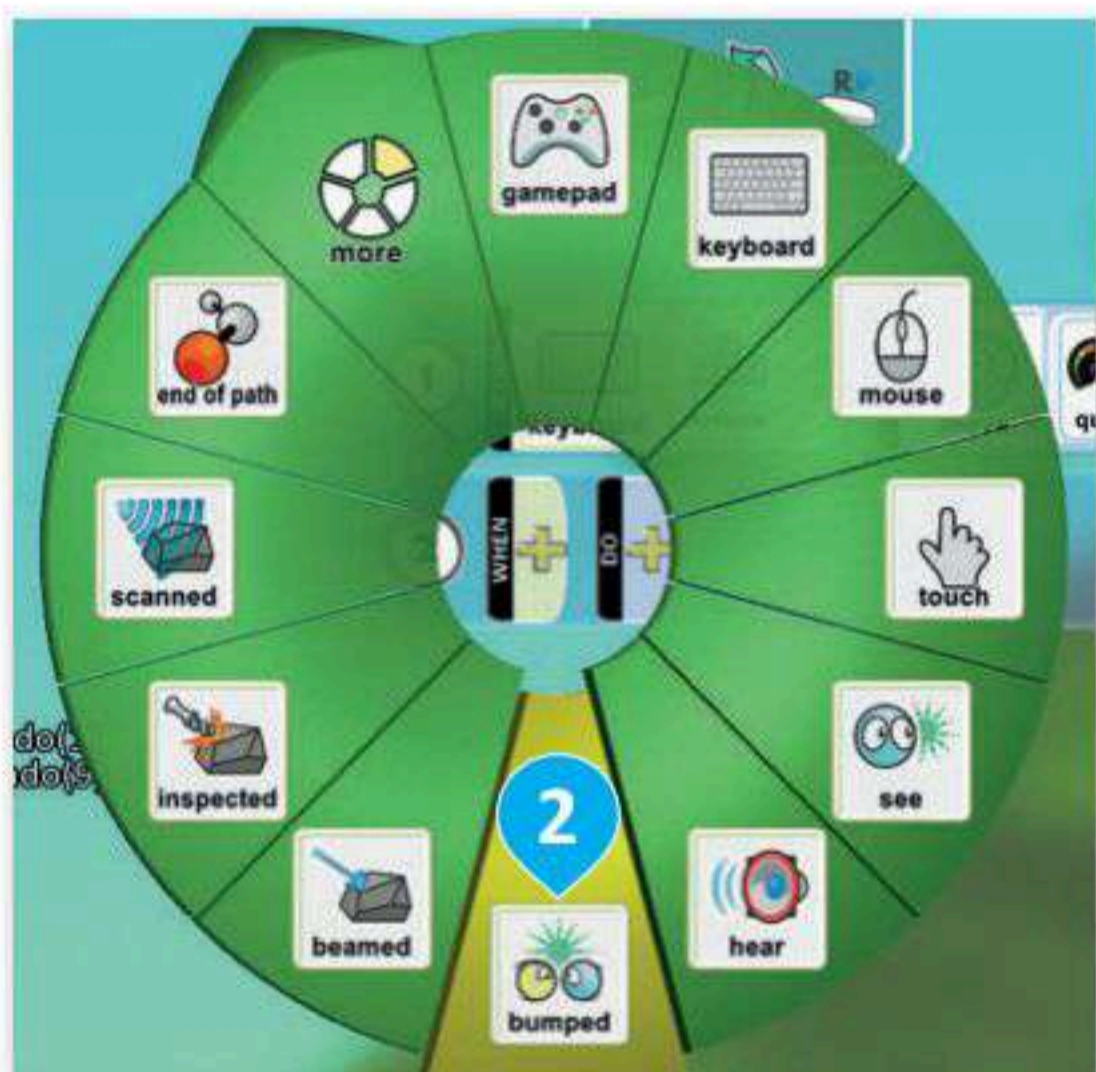 R
gamepad
more
keyboard
end of path
mouse
WHEN
DO
scanned
touch
inspected
see
2
beamed
hear
bumped